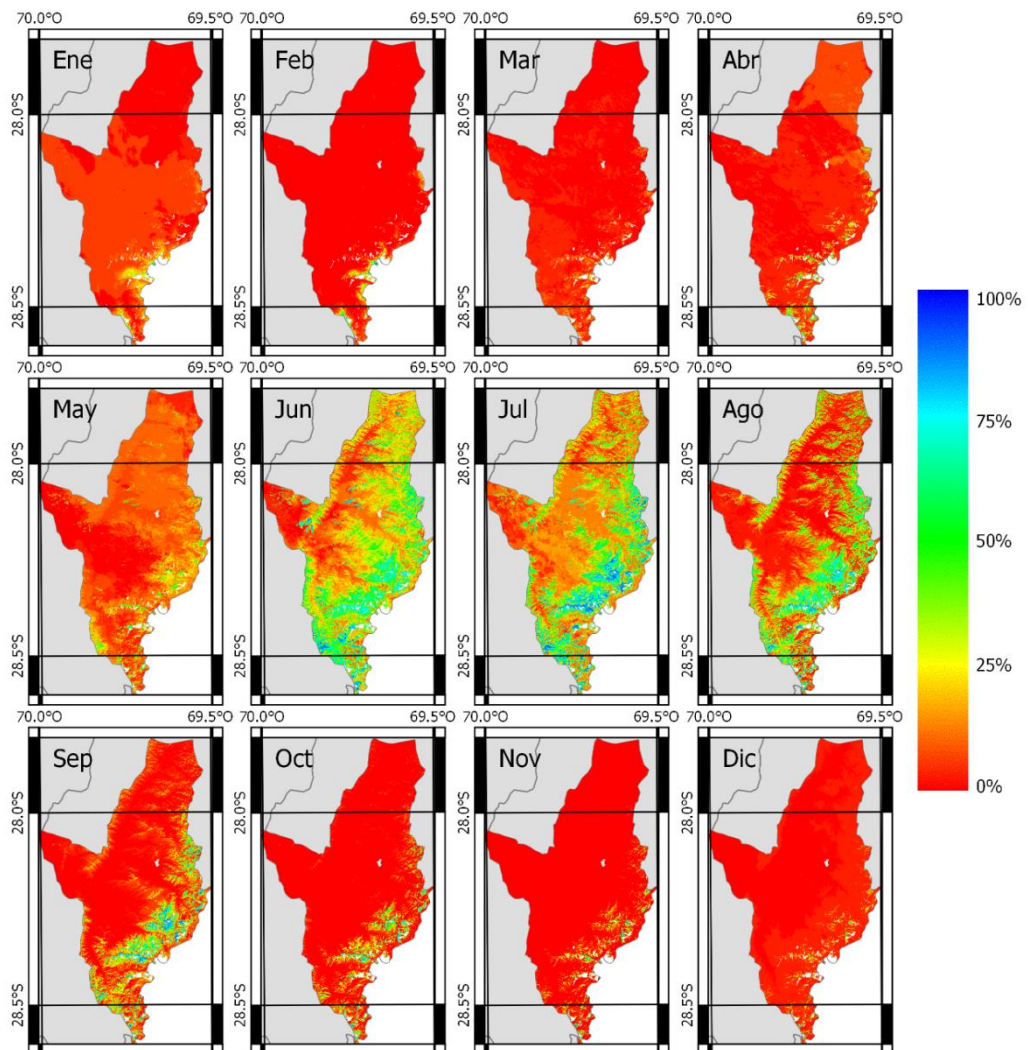 70.0°O 69.5°O 70.0°O 69.5°O 70.0°O 69.5°O 70.0°O 69.5°O
Ene Feb Mar Abr
28.0°S 28.0°S 28.0°S 28.0°S
28.5°S 28.5°S 28.5°S 28.5°S
100%
75%
50%
25%
0%
70.0°O 69.5°O 70.0°O 69.5°O 70.0°O 69.5°O 70.0°O 69.5°O
May Jun Jul Ago
28.0°S 28.0°S 28.0°S 28.0°S
28.5°S 28.5°S 28.5°S 28.5°S
70.0°O 69.5°O 70.0°O 69.5°O 70.0°O 69.5°O 70.0°O 69.5°O
Sep Oct Nov Dic
28.0°S 28.0°S 28.0°S 28.0°S
28.5°S 28.5°S 28.5°S 28.5°S